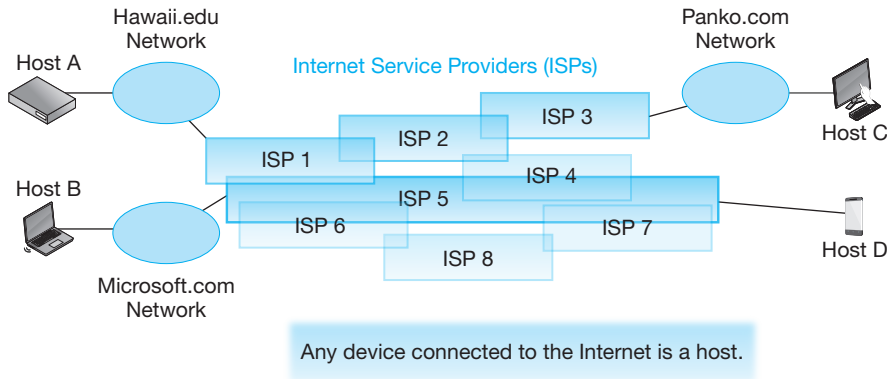 Hawaii.edu
Network
Panko.com
Network
Host A
Internet Service Providers (ISPs)
ISP 3
ISP 2
Host C
ISP 1
ISP 4
Host B
ISP 5
ISP 6
ISP 7
Host D
ISP 8
Microsoft.com
Network
Any device connected to the Internet is a host.